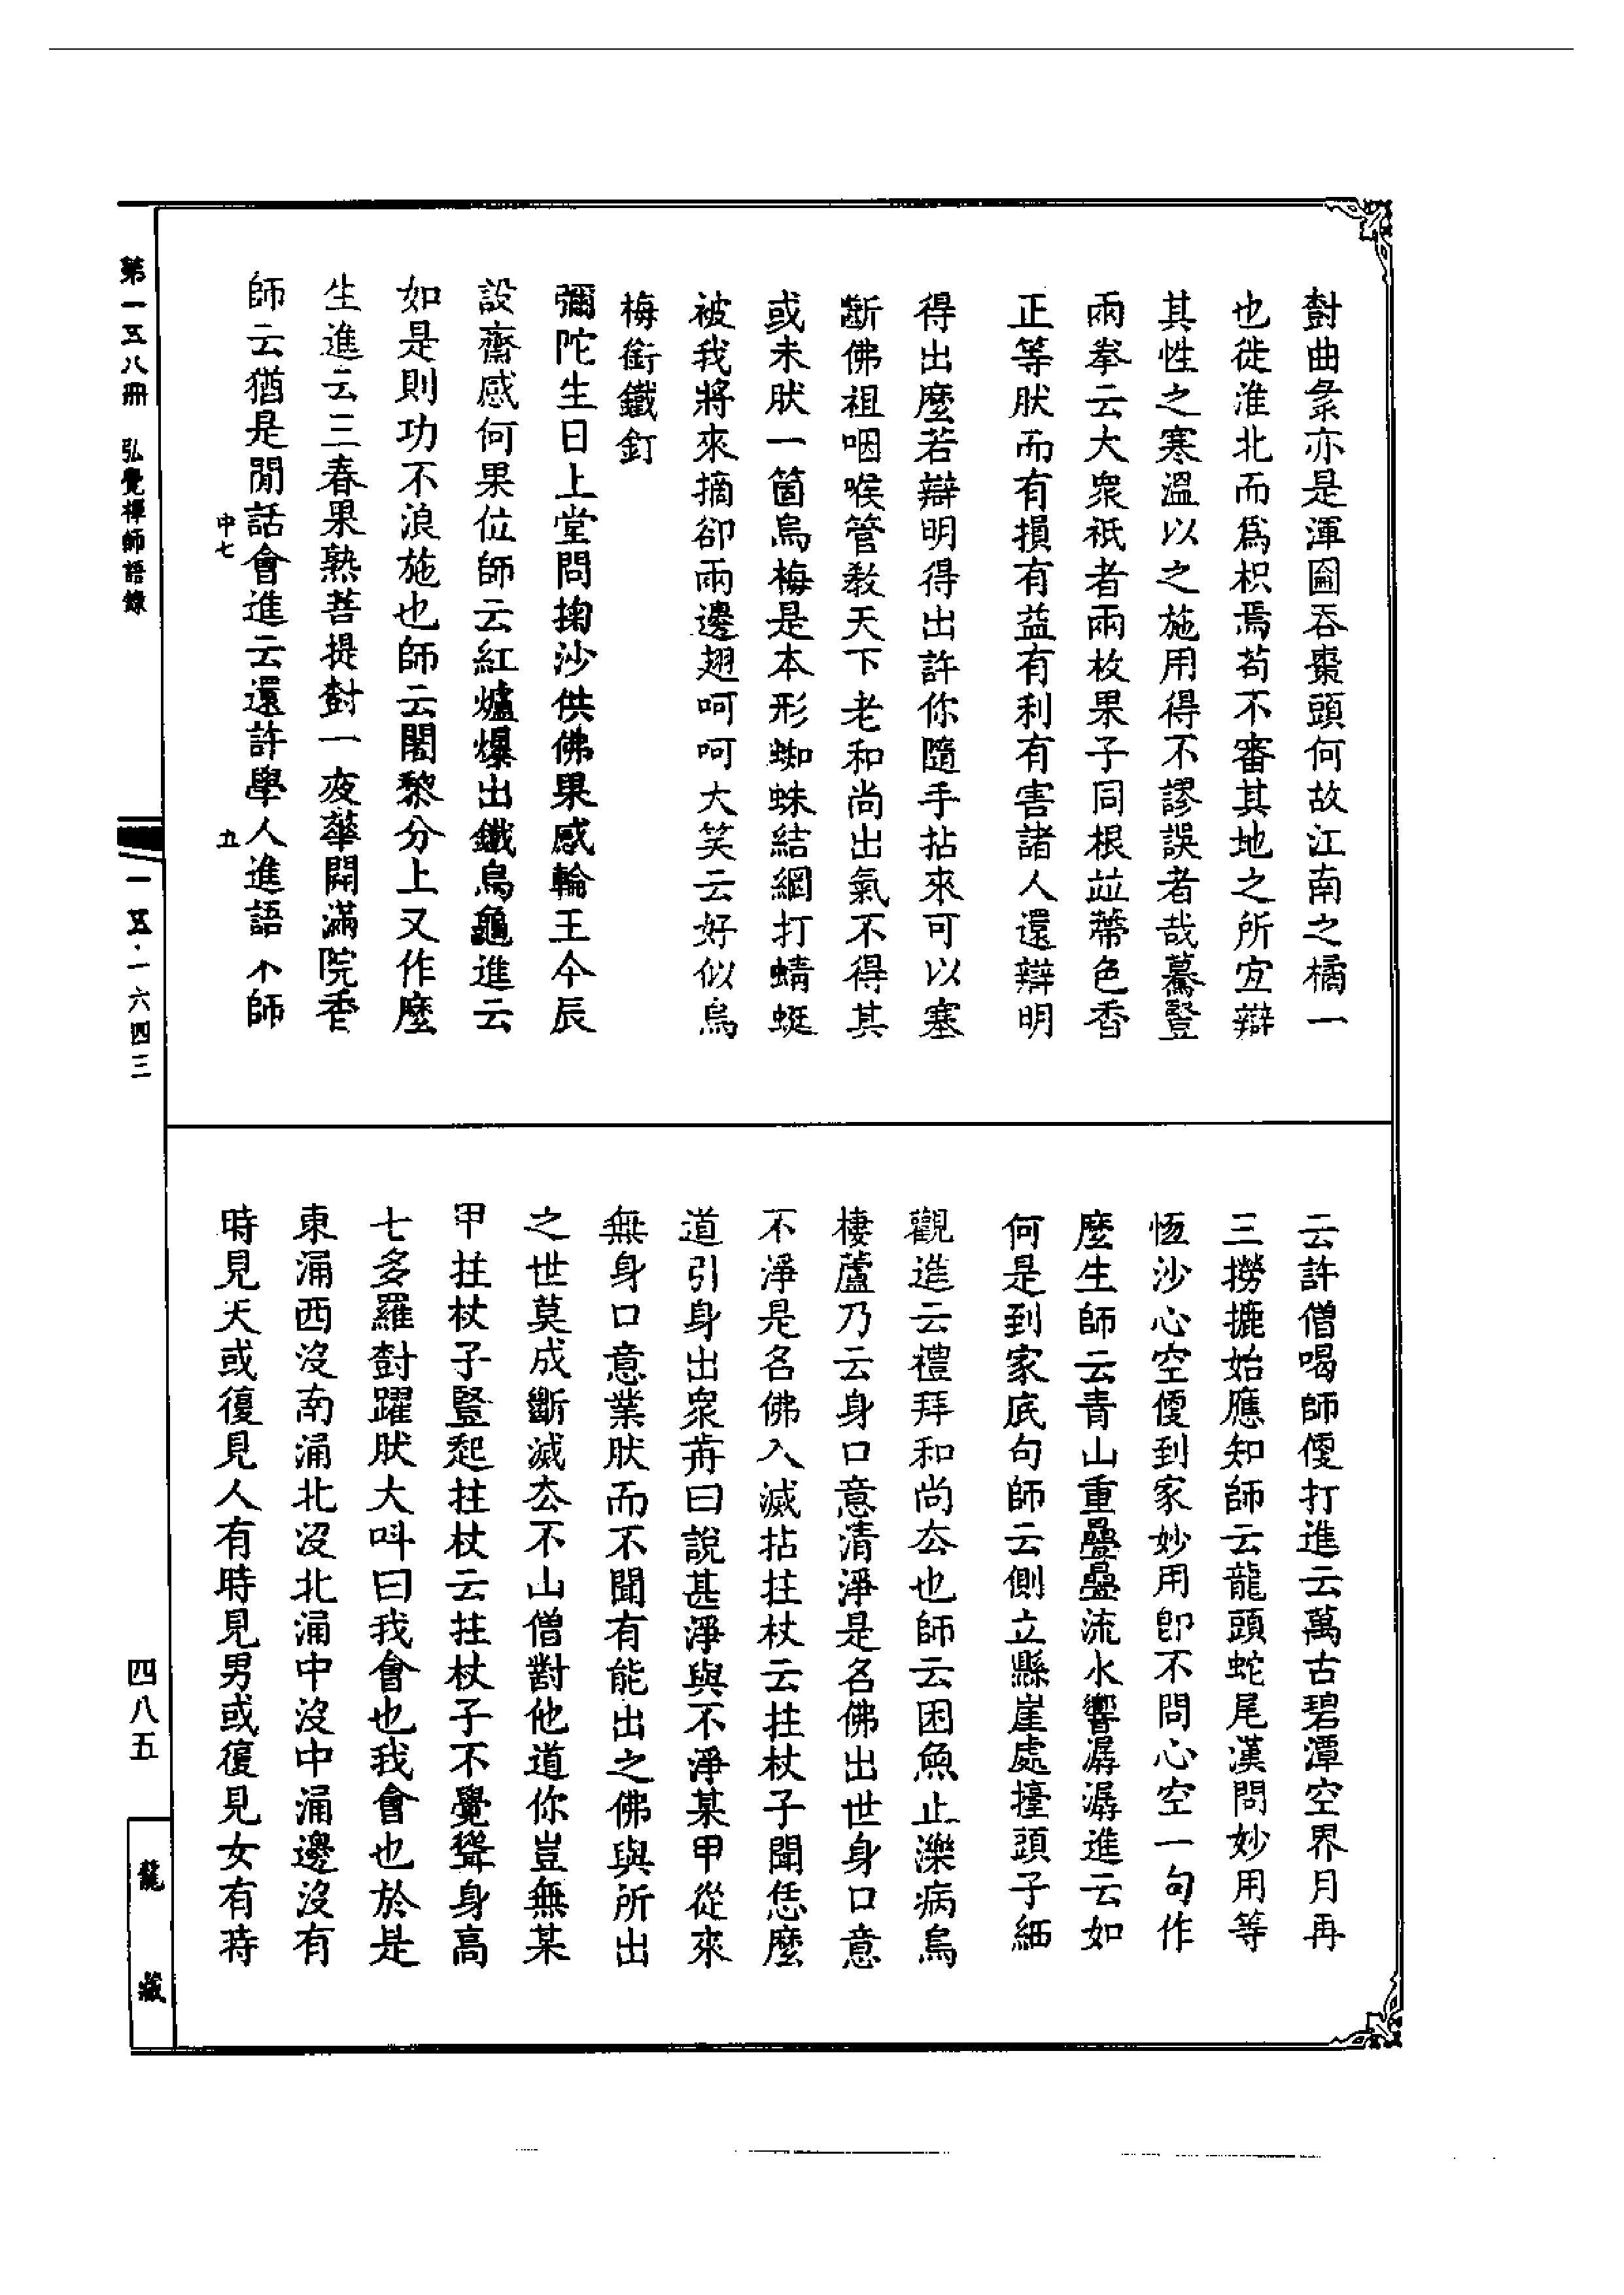 對曲彔亦是渾圇吞棗頭何故江南之橘一
也徙淮北而爲枳焉苟不審其地之所宜辯
其性之寒溫以之施用得不謬誤者哉驀豎
兩拳云大衆祇者兩枚果子同根竝蒂色香
正等肰而有損有益有利有害諸人還辯明
得出麼若辯明得出許你隨手拈來可以塞
斷佛祖咽喉管教天下老和尚出氣不得其
或未肰一箇烏梅是本形蜘蛛結網打蜻蜓
被我將來摘卻兩邊翅呵呵大笑云好似烏
梅銜鐵釘
彌陀生日上堂問掬沙供佛果感輪王今辰
設齋感何果位師云紅爐爆出鐵烏龜進云
如是則功不浪施也師云闍黎分上又作麼
生進云三春果熟菩提對一夜華開滿院香
師云猶是閒話會進云還許學人進語不師
云許僧喝師便打進云萬古碧潭空界月再
三撈摝始應知師云龍頭蛇尾漢問妙用等
恆沙心空便到家妙用卽不問心空一句作
麼生師云青山重疊疊流水響潺潺進云如
何是到家底句師云側立懸崖處擡頭子細
觀進云禮拜和尚厺也師云困魚止濼病鳥
棲蘆乃云身口意清淨是名佛出世身口意
不淨是名佛入滅拈拄杖云拄杖子聞恁麼
道引身出衆歬曰說甚淨與不淨某甲從來
無身口意業肰而不聞有能出之佛與所出
之世莫成斷滅厺不山僧對他道你豈無某
甲拄杖子豎起拄杖云拄杖子不覺聳身高
七多羅對躍肰大叫曰我會也我會也於是
東涌西沒南涌北沒北涌中沒中涌邊沒有
時見天或復見人有時見男或復見女有時
第一五八冊 弘覺禪師語錄
中七
五
一五·一六四三
四八五
龍藏